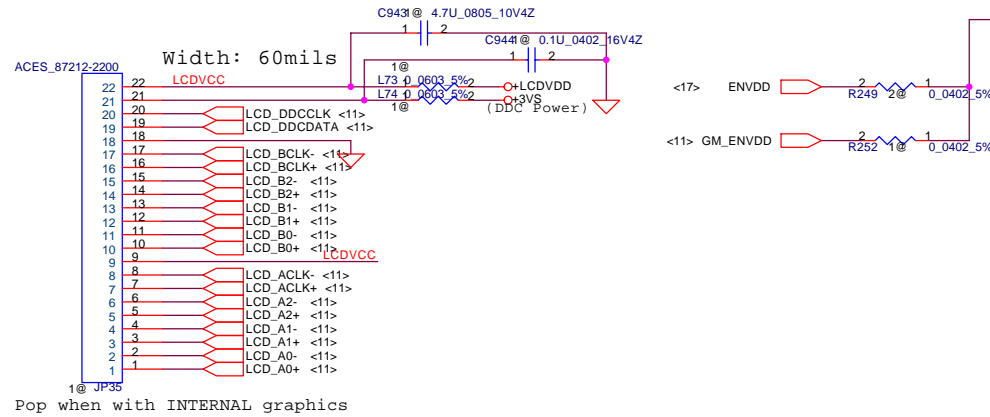 C943 1@ 4.7U_0805_10V4Z
1 2
C944 1@ 0.1U_0402_16V4Z
1 2
Width: 60mils
ACES_87212-2200
1@
22 22 LCDVCC L73 0_0603_5% 1 2 +LCDVDD
21 21 L74 0_0603_5% 1 2 +3VS
1@ (DDC Power)
20 20 LCD_DDCCLK <11>
19 19 LCD_DDCDATA <11>
18 18
17 17 LCD_BCLK- <11>
16 16 LCD_BCLK+ <11>
15 15 LCD_B2- <11>
14 14 LCD_B2+ <11>
13 13 LCD_B1- <11>
12 12 LCD_B1+ <11>
11 11 LCD_B0- <11>
10 10 LCD_B0+ <11>
9 9 LCDVCC
8 8 LCD_ACLK- <11>
7 7 LCD_ACLK+ <11>
6 6 LCD_A2- <11>
5 5 LCD_A2+ <11>
4 4 LCD_A1- <11>
3 3 LCD_A1+ <11>
2 2 LCD_A0- <11>
1 1 LCD_A0+ <11>
1@ JP35
Pop when with INTERNAL graphics
<17> ENVDD 2 1
R249 2@ 0_0402_5%
<11> GM_ENVDD 2 1
R252 1@ 0_0402_5%